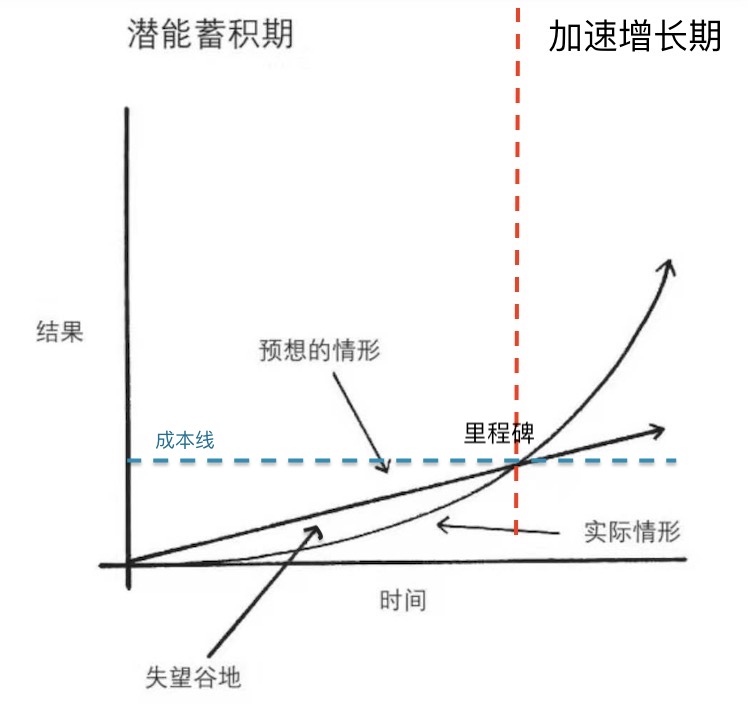 潜能蓄积期
加速增长期
结果
预想的情形
成本线
里程碑
实际情形
时间
失望谷地